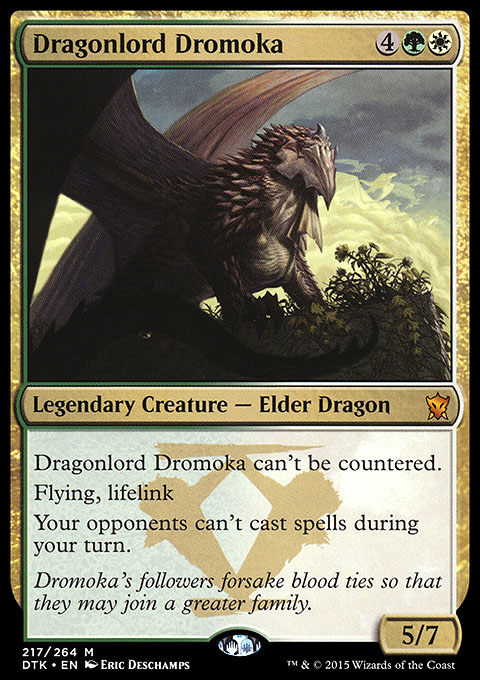 Dragonlord Dromoka 4
Legendary Creature — Elder Dragon
Dragonlord Dromoka can't be countered.
Flying, lifelink
Your opponents can't cast spells during
your turn.
Dromoka's followers forsake blood ties so that
they may join a greater family.
5/7
217/264 M
DTK • EN Eric Deschamps
™ & © 2015 Wizards of the Coast